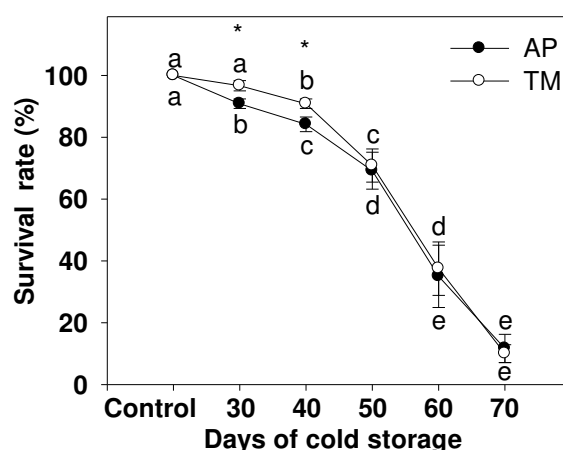 * *
AP
TM
a a b c d e
a b c d e e
100
80
60
40
20
0
Survival rate (%)
Control 30 40 50 60 70
Days of cold storage